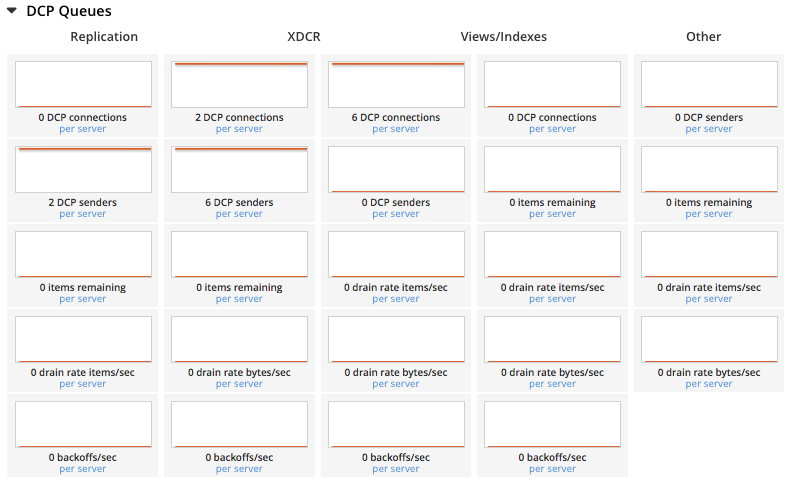 DCP Queues
Replication XDCR Views/Indexes Other
0 DCP connections 2 DCP connections 6 DCP connections 0 DCP connections 0 DCP senders
per server per server per server per server per server
2 DCP senders 6 DCP senders 0 DCP senders 0 items remaining 0 items remaining
per server per server per server per server per server
0 items remaining 0 items remaining 0 drain rate items/sec 0 drain rate items/sec 0 drain rate items/sec
per server per server per server per server per server
0 drain rate items/sec 0 drain rate bytes/sec 0 drain rate bytes/sec 0 drain rate bytes/sec 0 drain rate bytes/sec
per server per server per server per server per server
0 backoffs/sec 0 backoffs/sec 0 backoffs/sec 0 backoffs/sec
per server per server per server per server